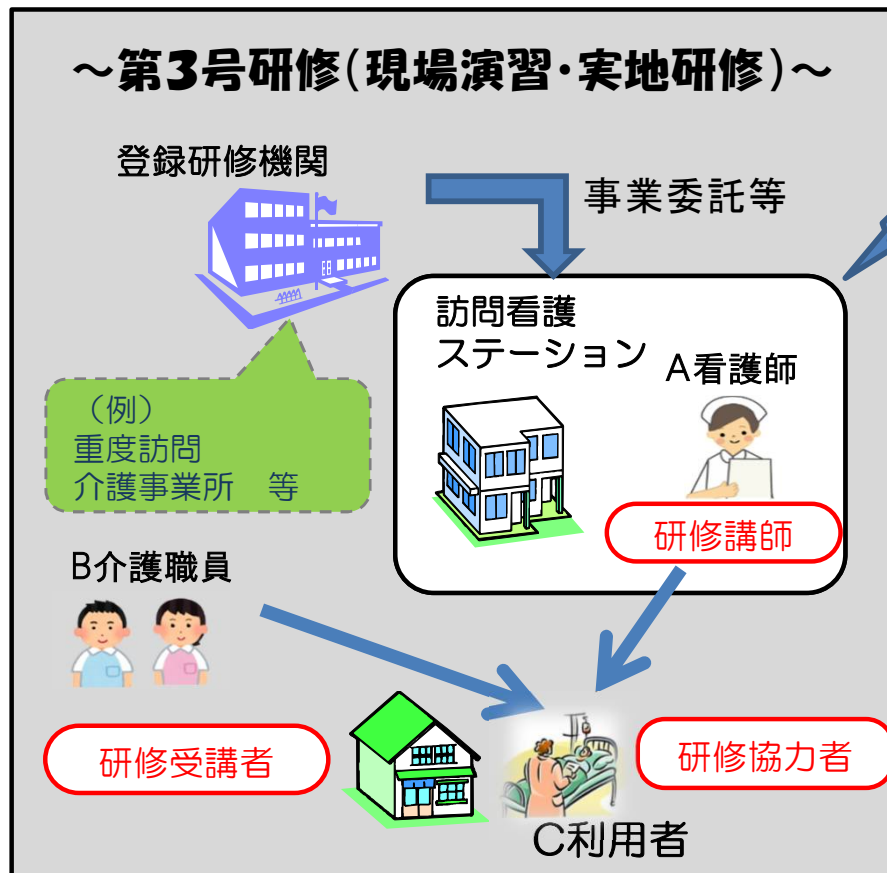 ～第3号研修(現場演習･実地研修)～
登録研修機関
事業委託等
訪問看護
ステーション
A看護師
（例）
重度訪問
介護事業所　等
研修講師
B介護職員
研修受講者
研修協力者
C利用者